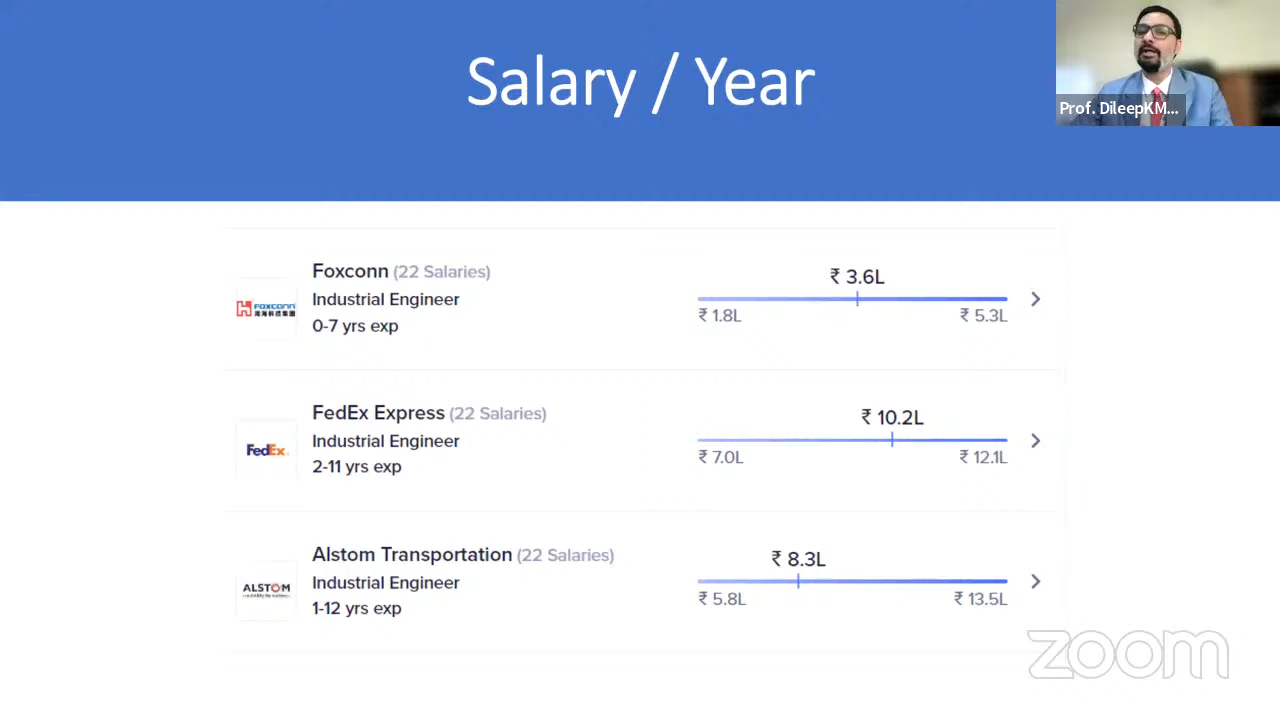 Salary / Year
Prof. DileepKM...
Foxconn (22 Salaries)
Industrial Engineer
0-7 yrs exp
FOXCONN
₹ 3.6L
₹ 1.8L
₹ 5.3L
FedEx Express (22 Salaries)
Industrial Engineer
2-11 yrs exp
FedEx
₹ 10.2L
₹ 7.0L
₹ 12.1L
Alstom Transportation (22 Salaries)
Industrial Engineer
1-12 yrs exp
ALSTOM
₹ 8.3L
₹ 5.8L
₹ 13.5L
zoom